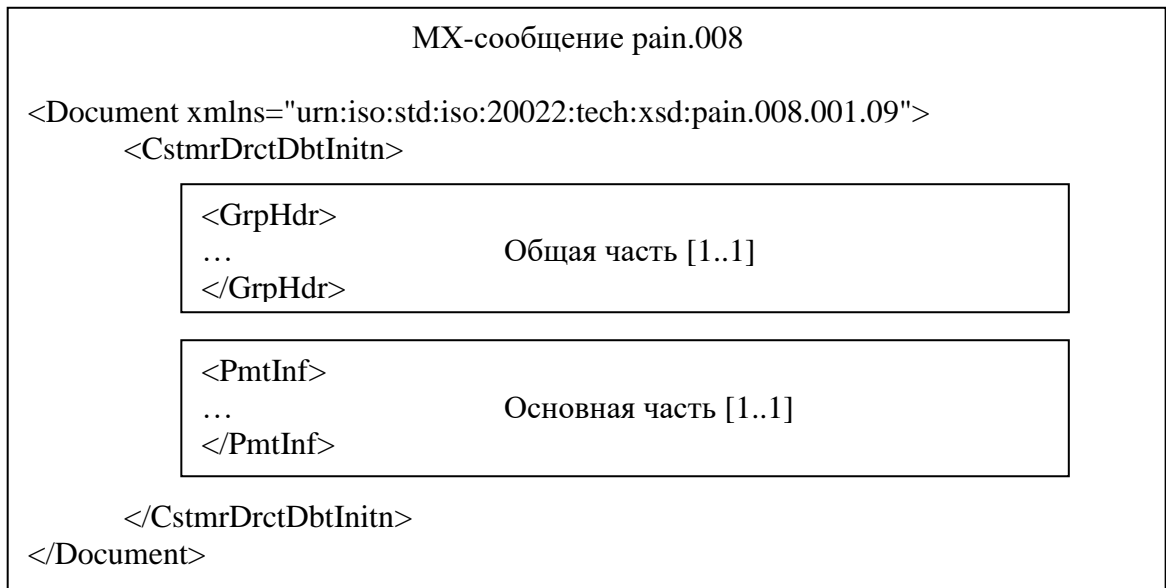 МХ-сообщение pain.008
<Document xmlns="urn:iso:std:iso:20022:tech:xsd:pain.008.001.09">
<CstmrDrctDbtInitn>
<GrpHdr>
… Общая часть [1..1]
</GrpHdr>
<PmtInf>
… Основная часть [1..1]
</PmtInf>
</CstmrDrctDbtInitn>
</Document>